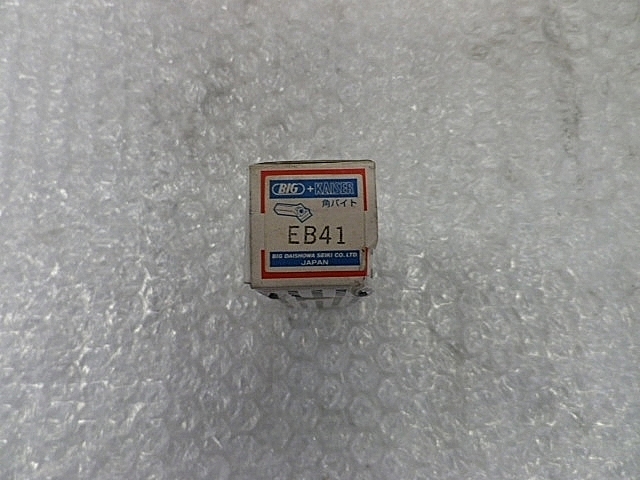 BIG +KAISER
角バイト
EB41
BIG DAISHOWA SEIKI CO.,LTD.
JAPAN